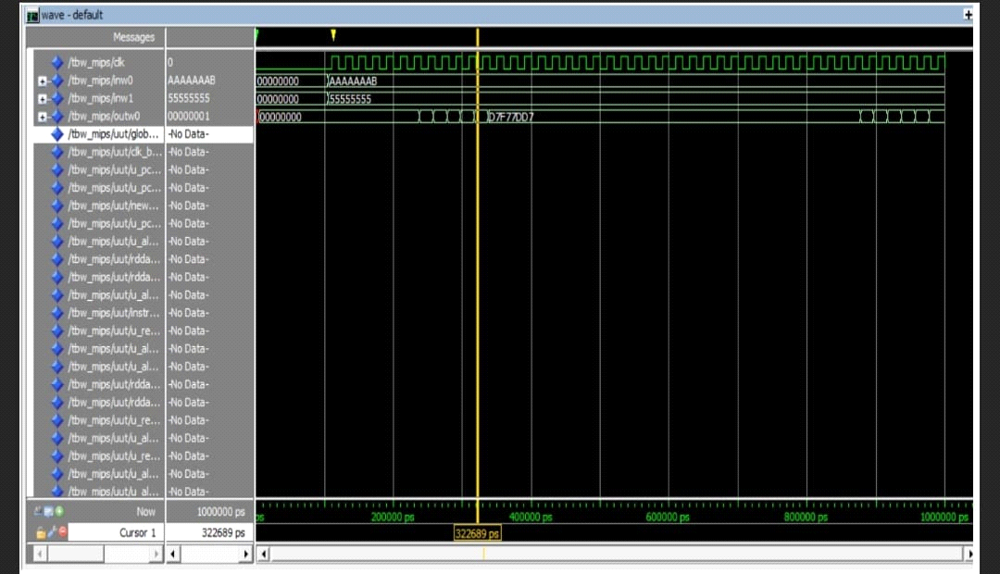 wave - default
Messages
/tbw_mips/clk 0
/tbw_mips/inw0 AAAAAAAB 00000000 AAAAAAAB
/tbw_mips/inw1 55555555 00000000 55555555
/tbw_mips/outw0 00000001 00000000 D7F77DD7
/tbw_mips/uut/glob... -No Data-
/tbw_mips/uut/clk_b... -No Data-
/tbw_mips/uut/u_pc... -No Data-
/tbw_mips/uut/u_pc... -No Data-
/tbw_mips/uut/new... -No Data-
/tbw_mips/uut/u_pc... -No Data-
/tbw_mips/uut/u_al... -No Data-
/tbw_mips/uut/rdda... -No Data-
/tbw_mips/uut/rdda... -No Data-
/tbw_mips/uut/u_al... -No Data-
/tbw_mips/uut/instr... -No Data-
/tbw_mips/uut/u_re... -No Data-
/tbw_mips/uut/u_al... -No Data-
/tbw_mips/uut/u_al... -No Data-
/tbw_mips/uut/rdda... -No Data-
/tbw_mips/uut/rdda... -No Data-
/tbw_mips/uut/u_re... -No Data-
/tbw_mips/uut/u_al... -No Data-
/tbw_mips/uut/u_re... -No Data-
/tbw_mips/uut/u_al... -No Data-
/tbw_mips/uut/u_al... -No Data-
Now 1000000 ps ps 200000 ps 400000 ps 600000 ps 800000 ps 1000000 ps
Cursor 1 322689 ps 322689 ps